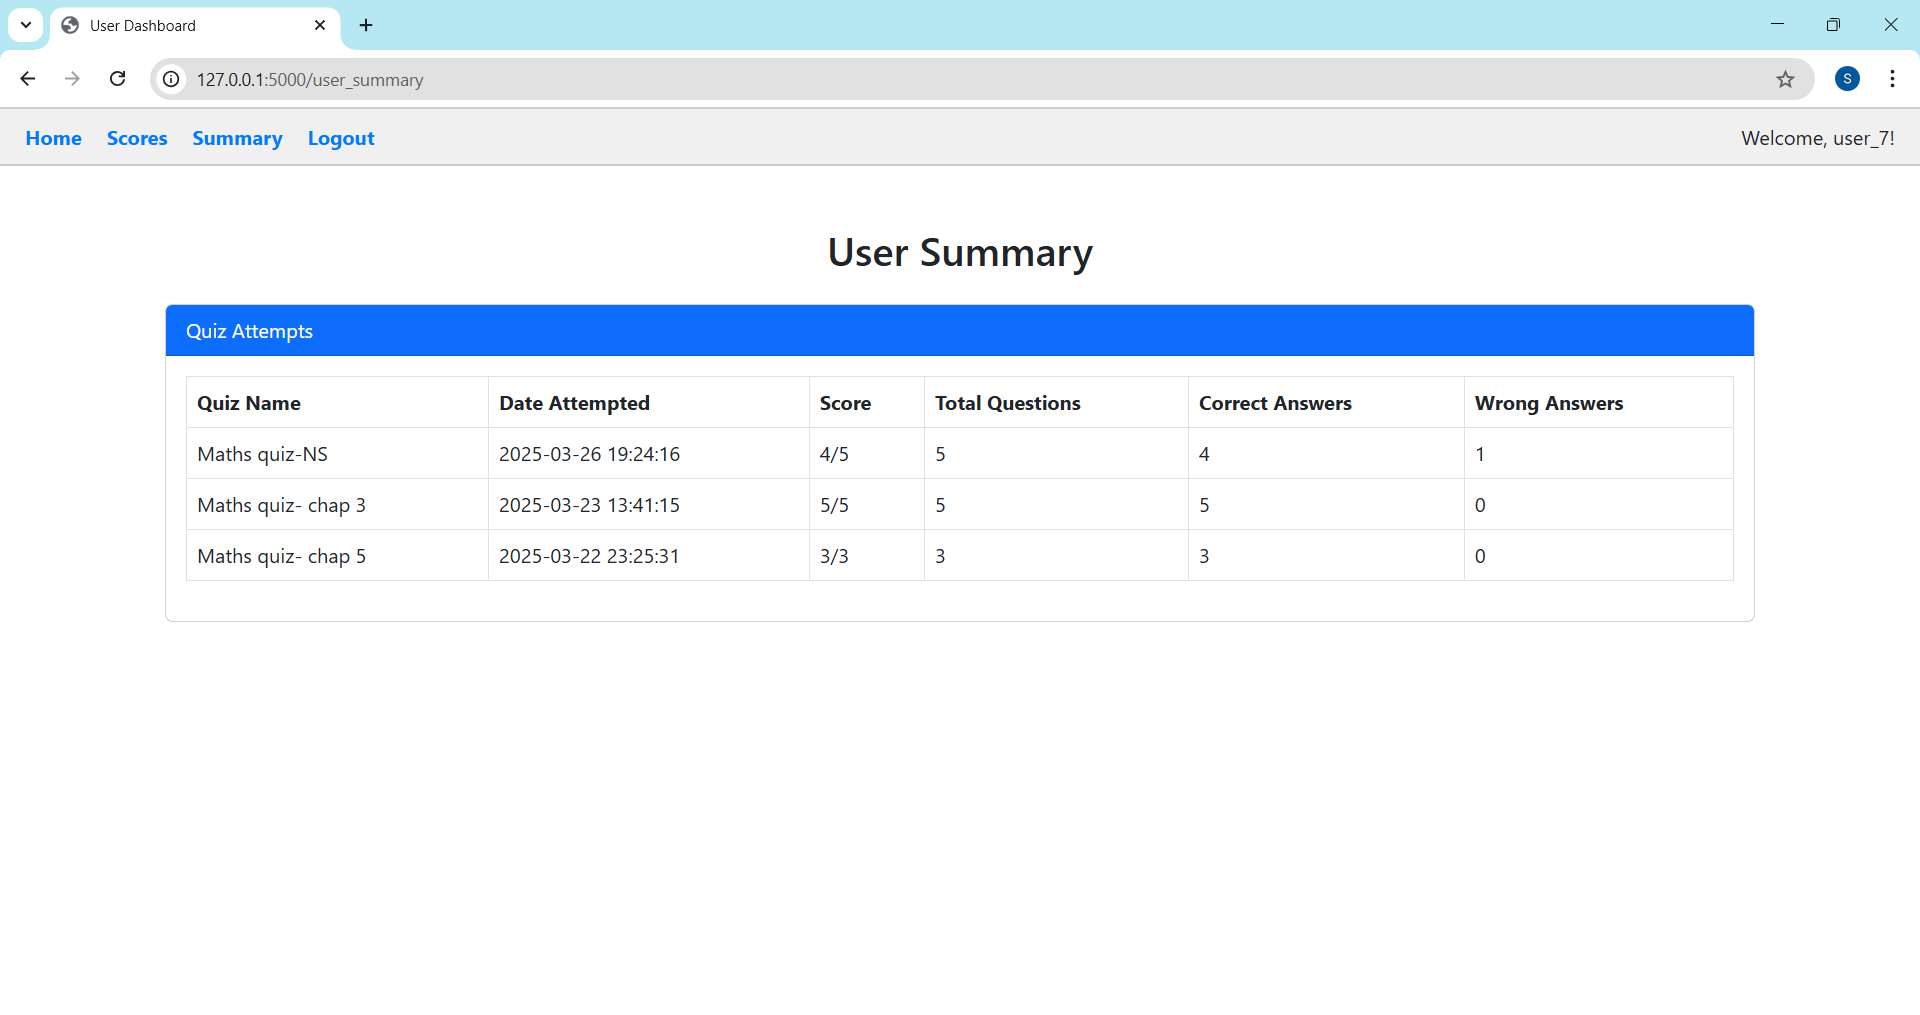 User Dashboard
127.0.0.1:5000/user_summary
S
Home Scores Summary Logout Welcome, user_7!
User Summary
Quiz Attempts
Quiz Name Date Attempted Score Total Questions Correct Answers Wrong Answers
Maths quiz-NS 2025-03-26 19:24:16 4/5 5 4 1
Maths quiz- chap 3 2025-03-23 13:41:15 5/5 5 5 0
Maths quiz- chap 5 2025-03-22 23:25:31 3/3 3 3 0